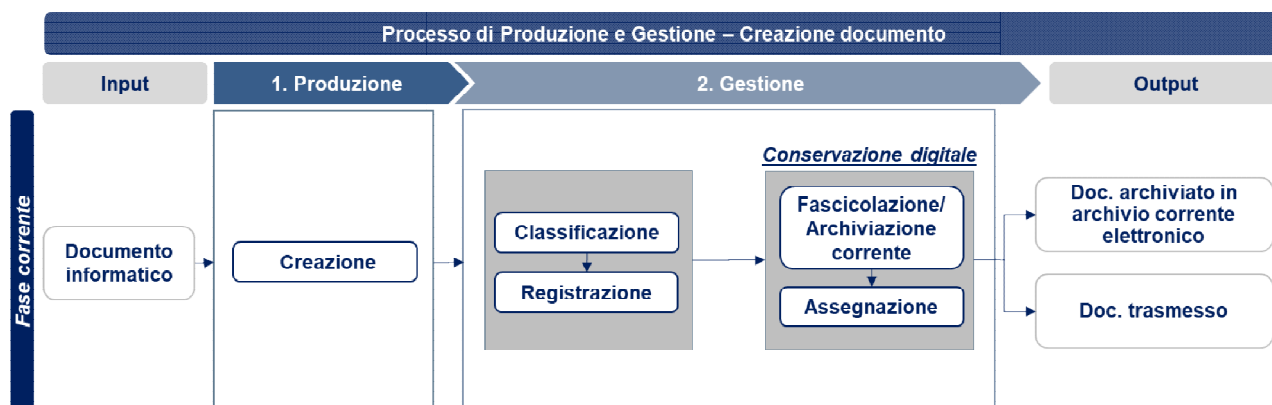 Processo di Produzione e Gestione – Creazione documento
Input
1. Produzione
2. Gestione
Output
Fase corrente
Documento
informatico
Creazione
Classificazione
Registrazione
Conservazione digitale
Fascicolazione/
Archiviazione
corrente
Assegnazione
Doc. archiviato in
archivio corrente
elettronico
Doc. trasmesso